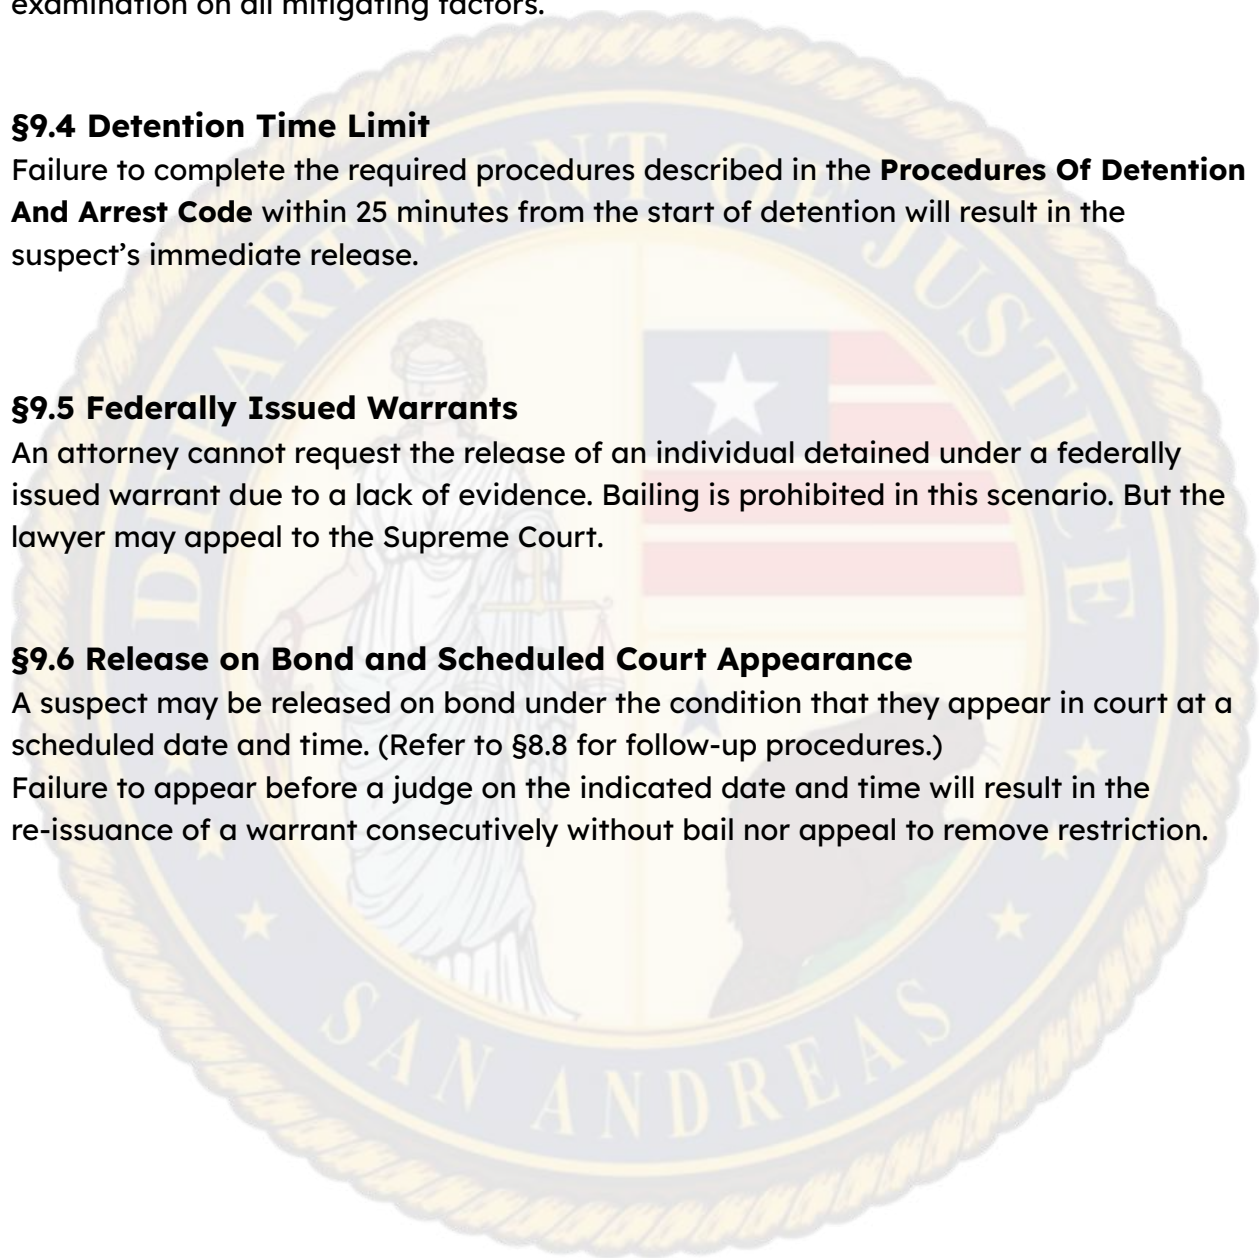 examination on all mitigating factors.
§9.4 Detention Time Limit
Failure to complete the required procedures described in the Procedures Of Detention
And Arrest Code within 25 minutes from the start of detention will result in the
suspect’s immediate release.
§9.5 Federally Issued Warrants
An attorney cannot request the release of an individual detained under a federally
issued warrant due to a lack of evidence. Bailing is prohibited in this scenario. But the
lawyer may appeal to the Supreme Court.
§9.6 Release on Bond and Scheduled Court Appearance
A suspect may be released on bond under the condition that they appear in court at a
scheduled date and time. (Refer to §8.8 for follow-up procedures.)
Failure to appear before a judge on the indicated date and time will result in the
re-issuance of a warrant consecutively without bail nor appeal to remove restriction.
DEPARTMENT OF JUSTICE
SAN ANDREAS